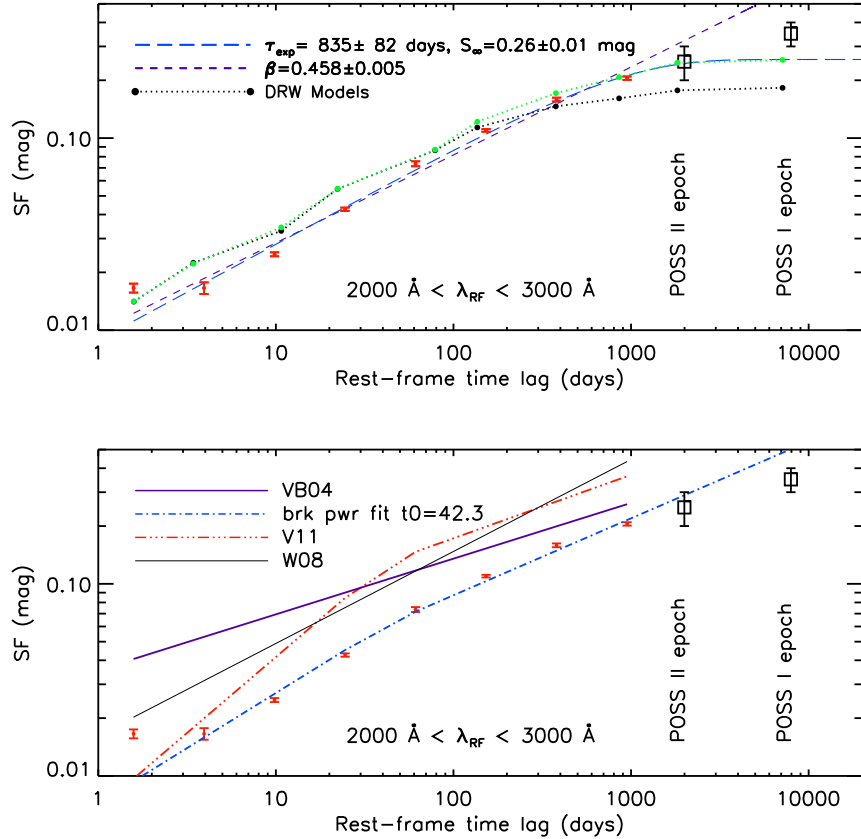 τexp= 835± 82 days, S∞=0.26±0.01 mag
β=0.458±0.005
DRW Models
SF (mag)
0.10
0.01
2000 Å < λRF < 3000 Å
POSS II epoch
POSS I epoch
1 10 100 1000 10000
Rest-frame time lag (days)
VB04
brk pwr fit t0=42.3
V11
W08
SF (mag)
0.10
0.01
2000 Å < λRF < 3000 Å
POSS II epoch
POSS I epoch
1 10 100 1000 10000
Rest-frame time lag (days)